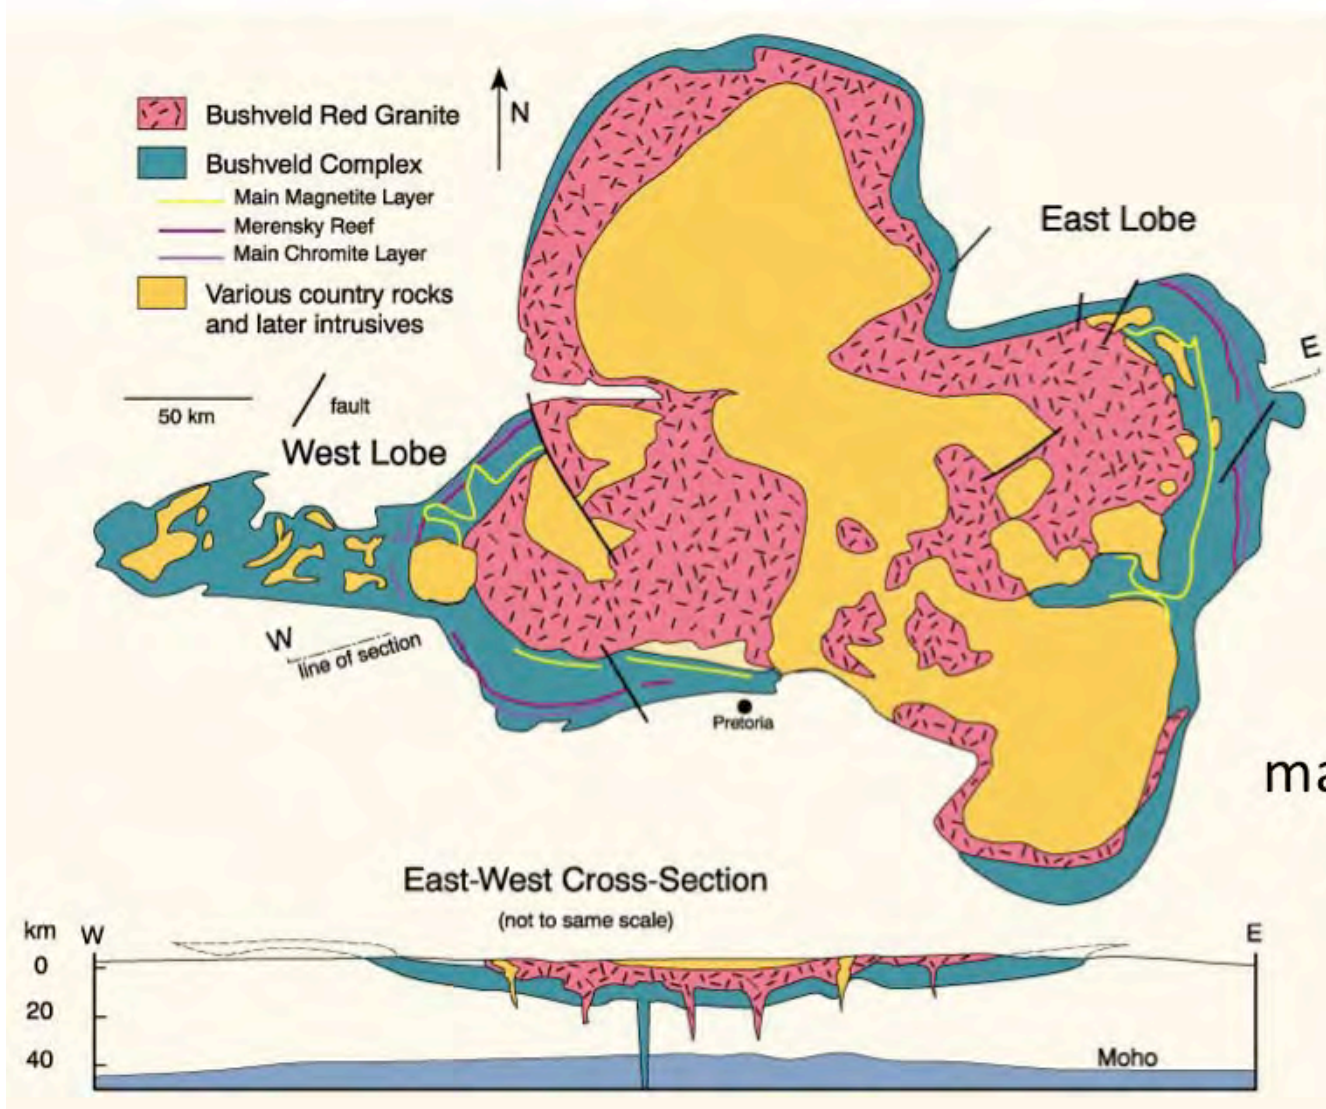 Bushveld Red Granite
N
Bushveld Complex
Main Magnetite Layer
Merensky Reef
Main Chromite Layer
East Lobe
Various country rocks
and later intrusives
E
50 km
fault
West Lobe
W
line of section
Pretoria
ma
East-West Cross-Section
(not to same scale)
km
W
E
0
20
40
Moho